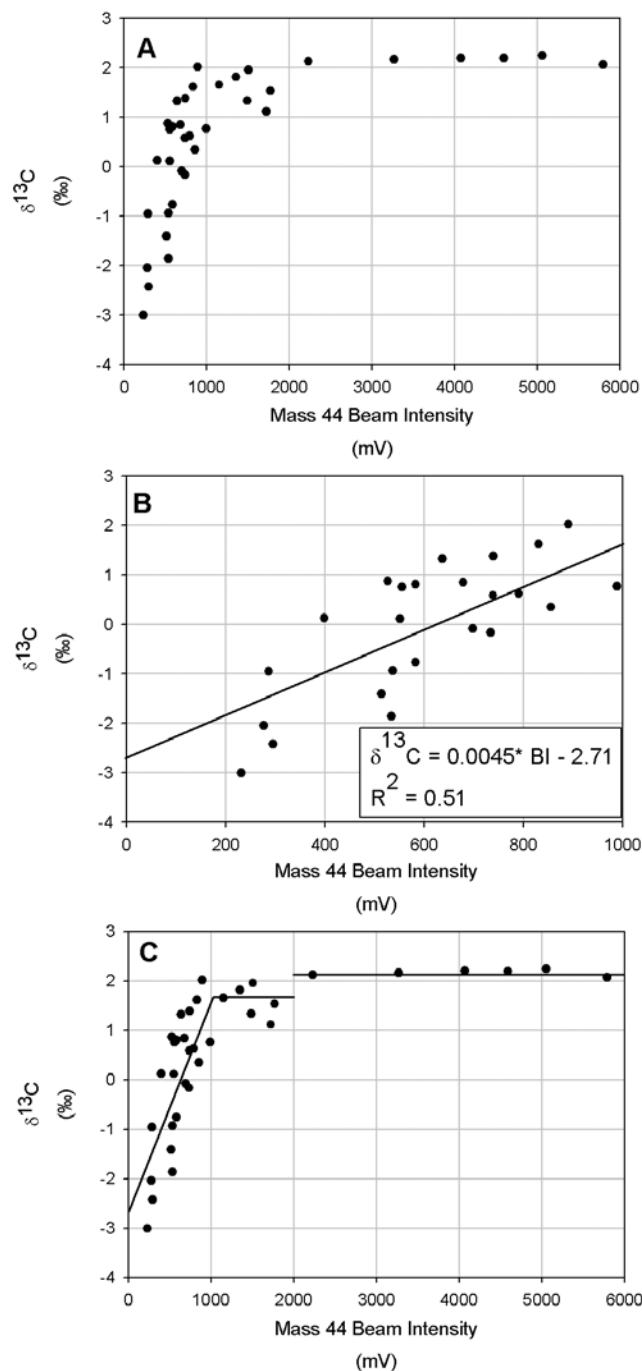 A
3
2
1
0
-1
-2
-3
-4
δ13C
(‰)
0 1000 2000 3000 4000 5000 6000
Mass 44 Beam Intensity
(mV)
B
3
2
1
0
-1
-2
-3
-4
δ13C
(‰)
δ13C = 0.0045* BI - 2.71
R2 = 0.51
0 200 400 600 800 1000
Mass 44 Beam Intensity
(mV)
C
3
2
1
0
-1
-2
-3
-4
δ13C
(‰)
0 1000 2000 3000 4000 5000 6000
Mass 44 Beam Intensity
(mV)